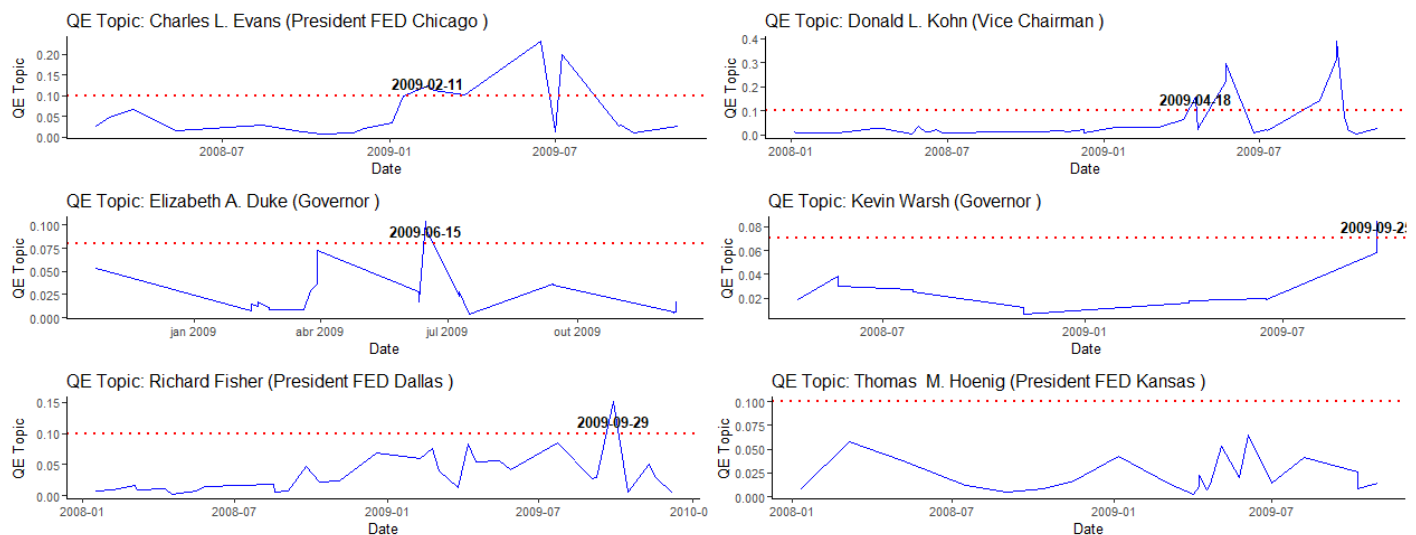 QE Topic: Charles L. Evans (President FED Chicago )
QE Topic
0.20
0.15
0.10
0.05
0.00
2009-02-11
2008-07
2009-01
2009-07
Date
QE Topic: Donald L. Kohn (Vice Chairman )
QE Topic
0.4
0.3
0.2
0.1
0.0
2009-04-18
2008-01
2008-07
2009-01
2009-07
Date
QE Topic: Elizabeth A. Duke (Governor )
QE Topic
0.100
0.075
0.050
0.025
0.000
2009-06-15
jan 2009
abr 2009
jul 2009
out 2009
Date
QE Topic: Kevin Warsh (Governor )
QE Topic
0.08
0.06
0.04
0.02
2009-09-25
2008-07
2009-01
2009-07
Date
QE Topic: Richard Fisher (President FED Dallas )
QE Topic
0.15
0.10
0.05
0.00
2009-09-29
2008-01
2008-07
2009-01
2009-07
2010-0
Date
QE Topic: Thomas  M. Hoenig (President FED Kansas )
QE Topic
0.100
0.075
0.050
0.025
0.000
2008-01
2008-07
2009-01
2009-07
Date